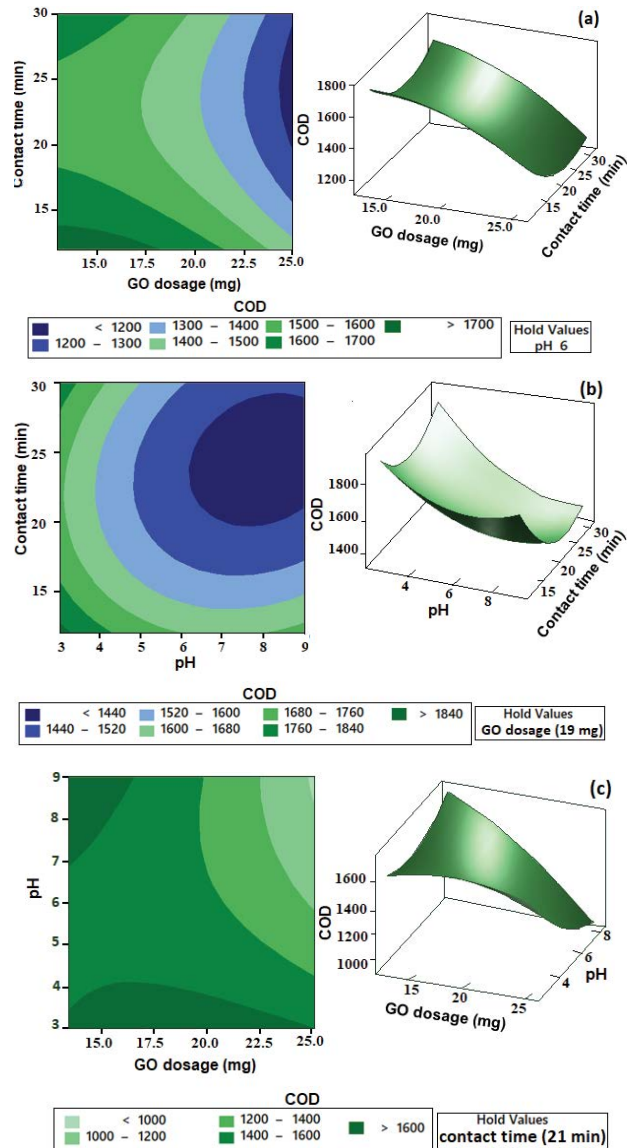 (a)
30
25
20
15
Contact time (min)
15.0 17.5 20.0 22.5 25.0
GO dosage (mg)
1800
1600
1400
1200
COD
15.0 20.0 25.0
GO dosage (mg)
15 20 25 30
Contact time (min)
COD
< 1200 1300 – 1400 1500 – 1600 > 1700
1200 – 1300 1400 – 1500 1600 – 1700
Hold Values
pH 6
(b)
30
25
20
15
Contact time (min)
3 4 5 6 7 8 9
pH
1800
1600
1400
COD
4 6 8
pH
15 20 25 30
Contact time (min)
COD
< 1440 1520 – 1600 1680 – 1760 > 1840
1440 – 1520 1600 – 1680 1760 – 1840
Hold Values
GO dosage (19 mg)
(c)
9
8
7
6
5
4
3
pH
15.0 17.5 20.0 22.5 25.0
GO dosage (mg)
1600
1400
1200
1000
COD
15 20 25
GO dosage (mg)
4 6 8
pH
COD
< 1000 1200 – 1400 > 1600
1000 – 1200 1400 – 1600
Hold Values
contact time (21 min)